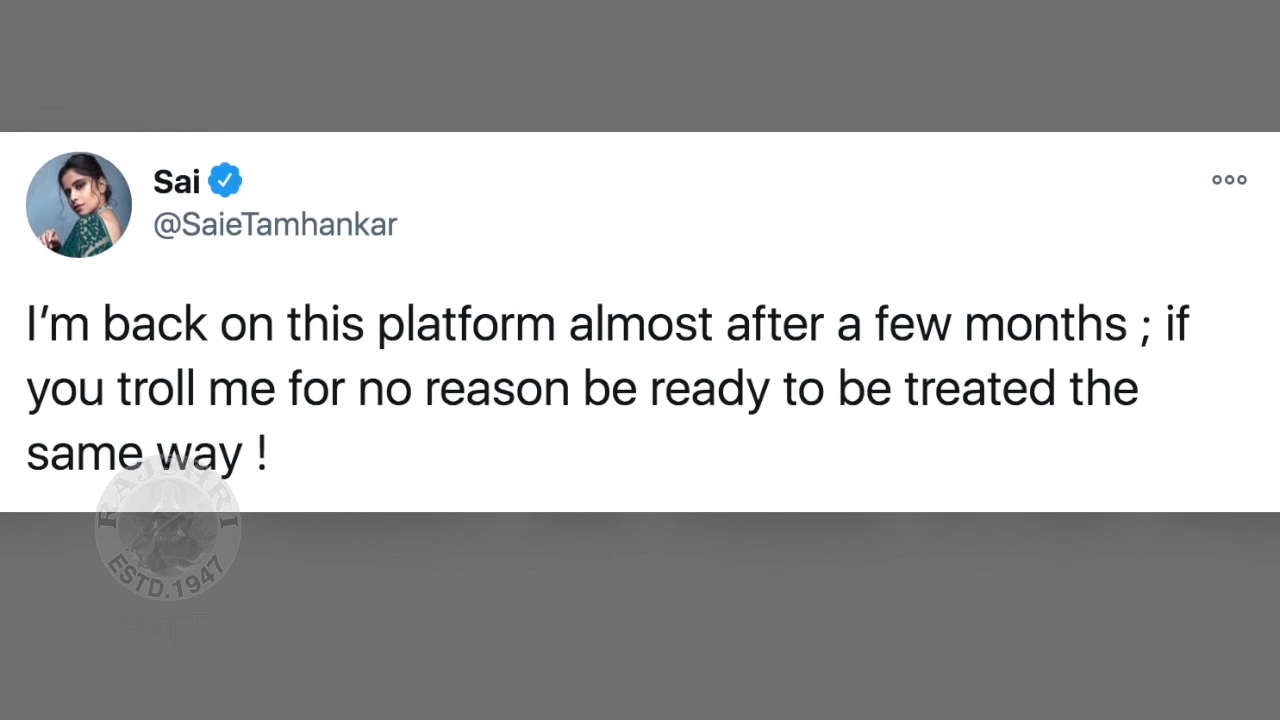 Sai
@SaieTamhankar
I’m back on this platform almost after a few months ; if
you troll me for no reason be ready to be treated the
same way !
RAJSHRI
ESTD.1947